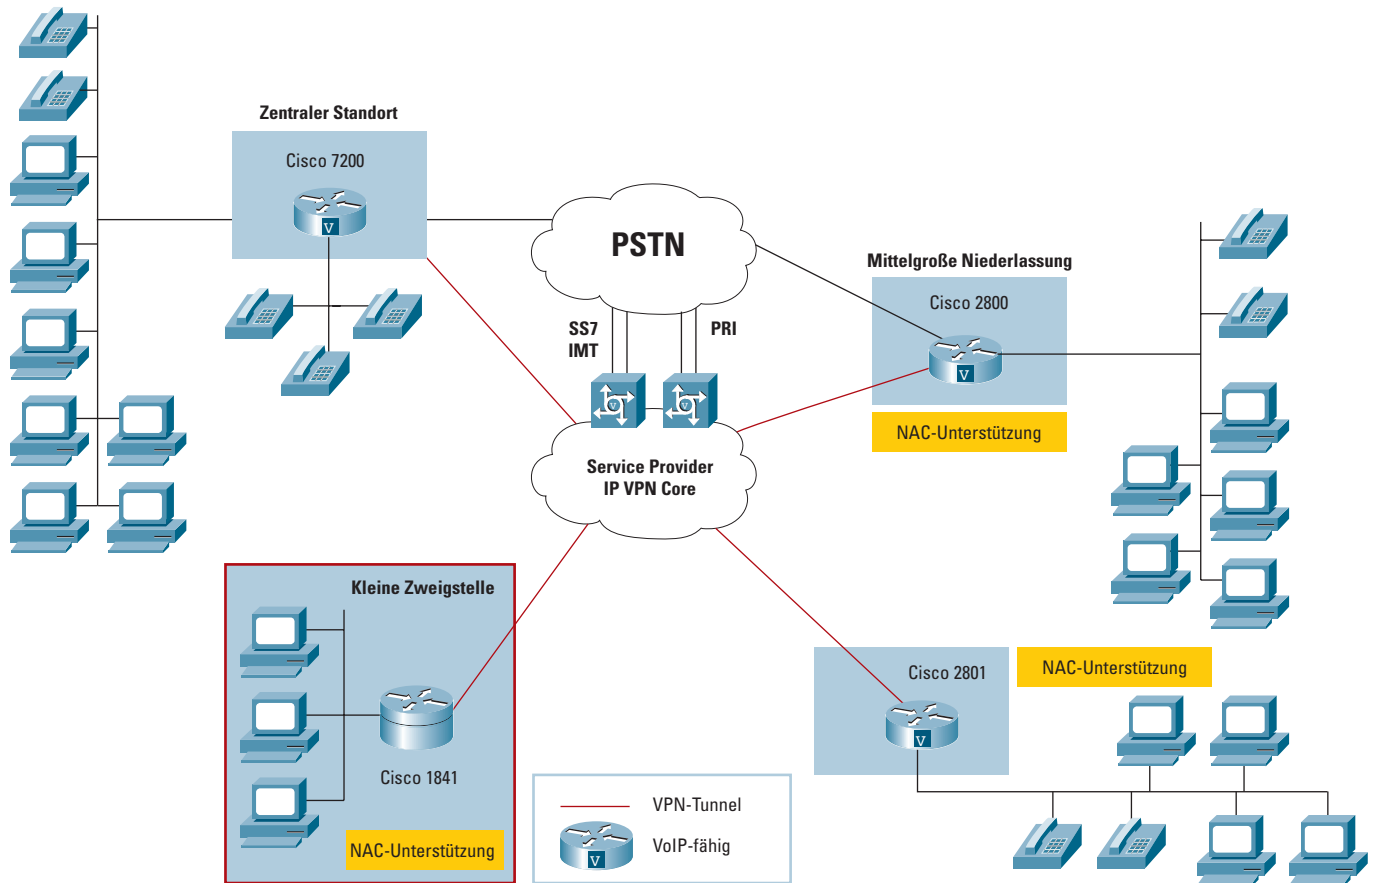 Zentraler Standort
Cisco 7200
V
PSTN
Mittelgroße Niederlassung
Cisco 2800
V
SS7
IMT
PRI
V
V
NAC-Unterstützung
Service Provider
IP VPN Core
Kleine Zweigstelle
Cisco 1841
NAC-Unterstützung
Cisco 2801
V
NAC-Unterstützung
VPN-Tunnel
VoIP-fähig
V